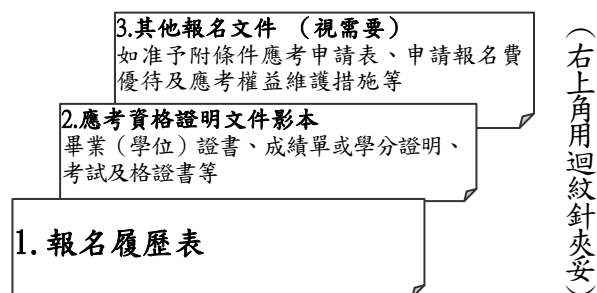 3.其他報名文件 （視需要）
如准予附條件應考申請表、申請報名費
優待及應考權益維護措施等
2.應考資格證明文件影本
畢業（學位）證書、成績單或學分證明、
考試及格證書等
1.報名履歷表
（右上角用迴紋針夾妥）